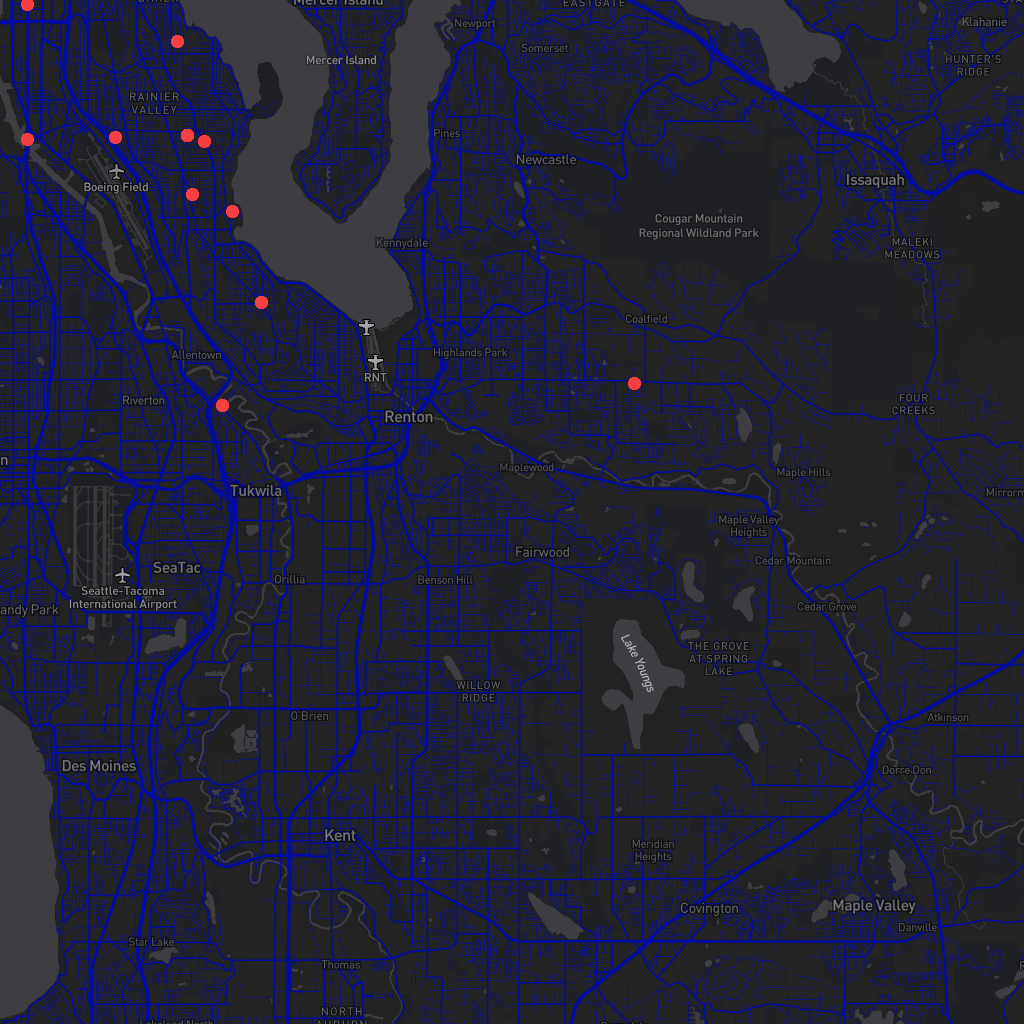 Mercer Island
EASTGATE
Newport
Klahanie
Somerset
Mercer Island
HUNTER'S
RIDGE
RAINIER
VALLEY
Pines
Newcastle
Boeing Field
Issaquah
Cougar Mountain
Regional Wildland Park
Kennydale
MALEKI
MEADOWS
Coalfield
Allentown
Highlands Park
RNT
Riverton
Renton
FOUR
CREEKS
Maplewood
Maple Hills
Tukwila
Maple Valley
Heights
Fairwood
Cedar Mountain
SeaTac
Orillia
Benson Hill
Seattle-Tacoma
International Airport
Cedar Grove
Lake Youngs
THE GROVE
AT SPRING
LAKE
WILLOW
RIDGE
O'Brien
Atkinson
Des Moines
Dorre Don
Kent
Meridian
Heights
Covington
Maple Valley
Danville
Star Lake
Thomas
NORTH
AUBURN